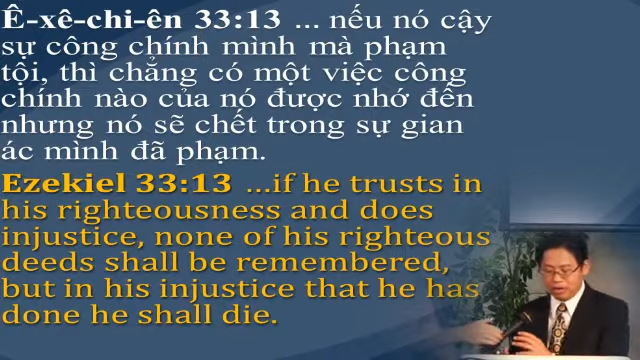 Ê-xê-chi-ên 33:13 ... nếu nó cậy
sự công chính mình mà phạm
tội, thì chẳng có một việc công
chính nào của nó được nhớ đến
nhưng nó sẽ chết trong sự gian
ác mình đã phạm.
Ezekiel 33:13 ...if he trusts in
his righteousness and does
injustice, none of his righteous
deeds shall be remembered,
but in his injustice that he has
done he shall die.